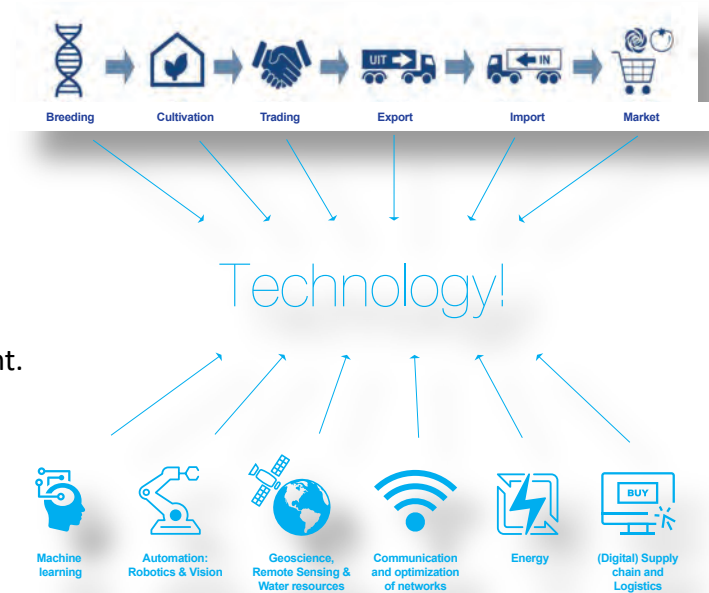 UIT
IN
Breeding
Cultivation
Trading
Export
Import
Market
Technology!
nt.
BUY
Machine
learning
Automation:
Robotics & Vision
Geoscience,
Remote Sensing &
Water resources
Communication
and optimization
of networks
Energy
(Digital) Supply
chain and
Logistics